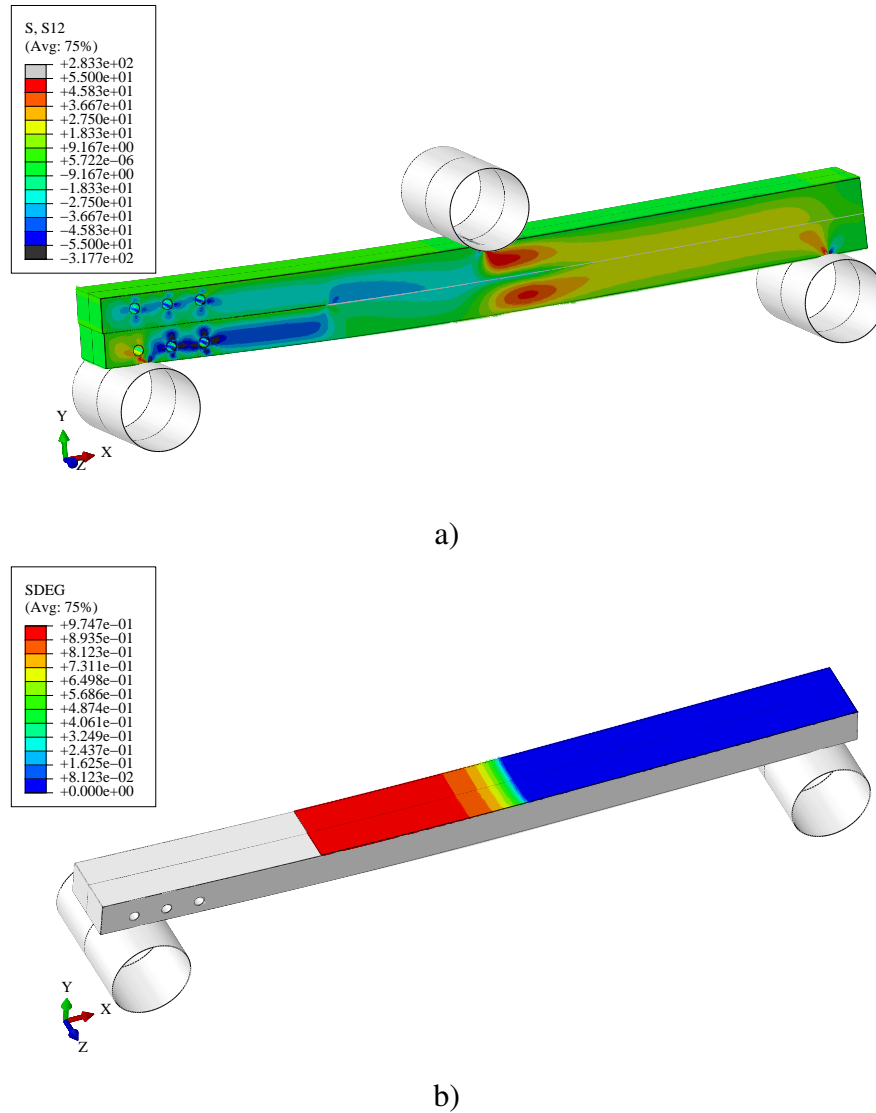 S, S12
(Avg: 75%)
+2.833e+02
+5.500e+01
+4.583e+01
+3.667e+01
+2.750e+01
+1.833e+01
+9.167e+00
+5.722e−06
−9.167e+00
−1.833e+01
−2.750e+01
−3.667e+01
−4.583e+01
−5.500e+01
−3.177e+02
Y
X
Z
a)
SDEG
(Avg: 75%)
+9.747e−01
+8.935e−01
+8.123e−01
+7.311e−01
+6.498e−01
+5.686e−01
+4.874e−01
+4.061e−01
+3.249e−01
+2.437e−01
+1.625e−01
+8.123e−02
+0.000e+00
Y
X
Z
b)